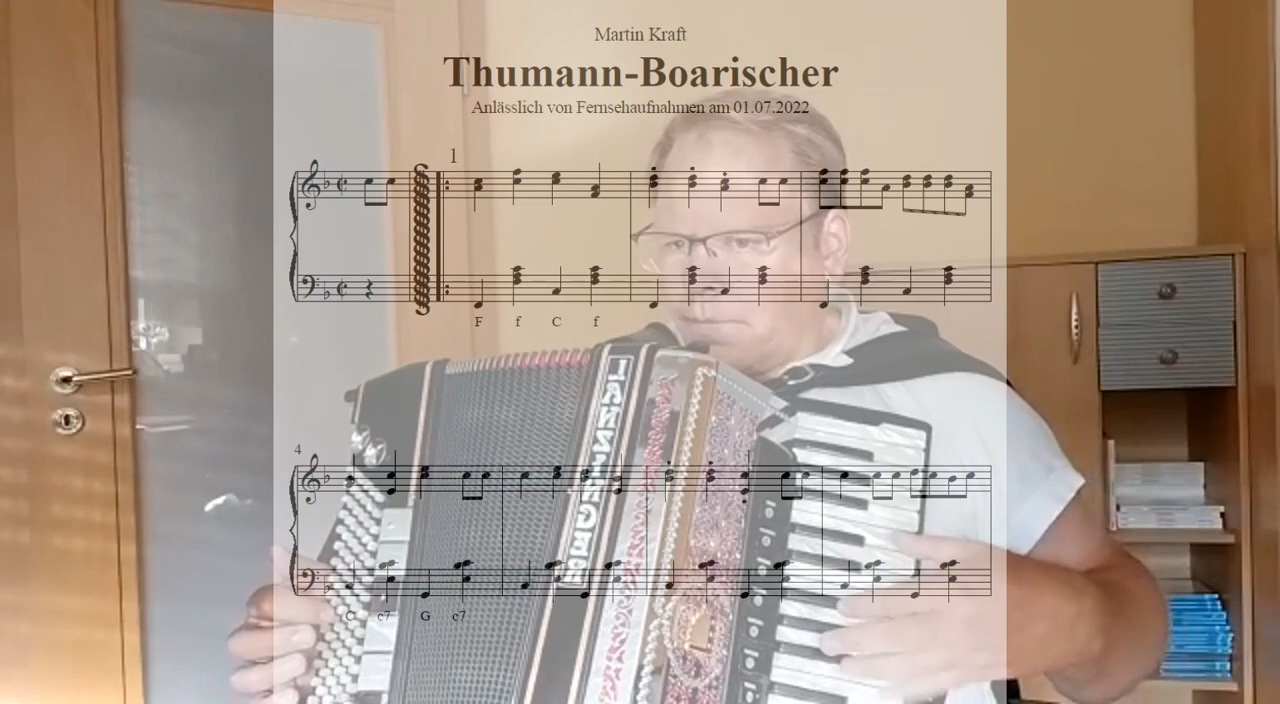 Martin Kraft
Thumann-Boarischer
Anlässlich von Fernsehaufnahmen am 01.07.2022
1
F f C f
4
C c7 G c7